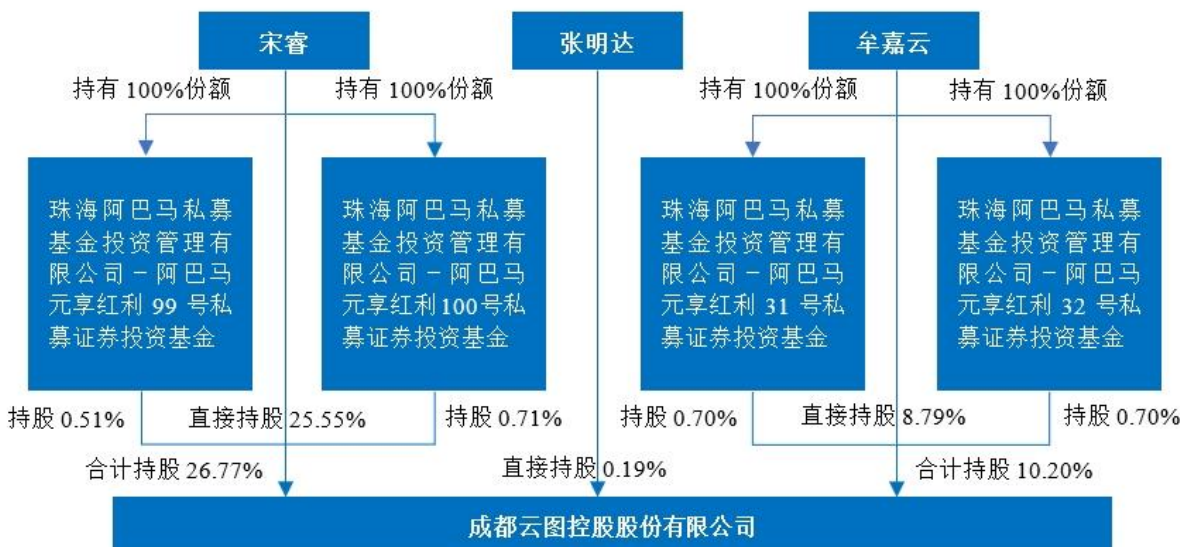 宋睿
张明达
牟嘉云
持有 100%份额
持有 100%份额
持有 100%份额
持有 100%份额
珠海阿巴马私募
基金投资管理有
限公司－阿巴马
元享红利 99 号私
募证券投资基金
珠海阿巴马私募
基金投资管理有
限公司－阿巴马
元享红利100号私
募证券投资基金
珠海阿巴马私募
基金投资管理有
限公司－阿巴马
元享红利 31 号私
募证券投资基金
珠海阿巴马私募
基金投资管理有
限公司－阿巴马
元享红利 32 号私
募证券投资基金
持股 0.51%
直接持股 25.55%
持股 0.71%
持股 0.70%
直接持股 8.79%
持股 0.70%
合计持股 26.77%
直接持股 0.19%
合计持股 10.20%
成都云图控股股份有限公司